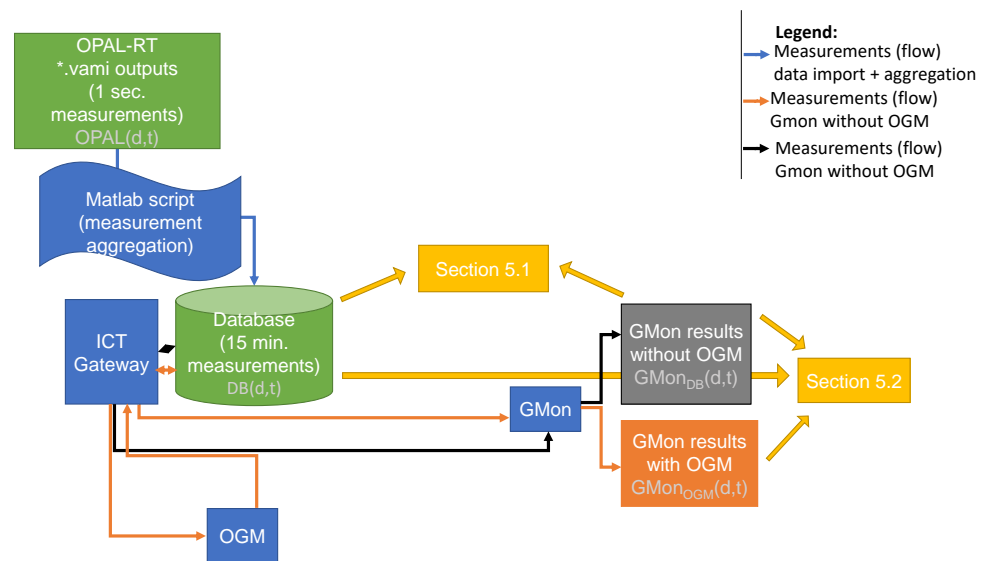 OPAL-RT
*.vami outputs
(1 sec.
measurements)
OPAL(d,t)
Legend:
Measurements (flow)
data import + aggregation
Measurements (flow)
Gmon without OGM
Measurements (flow)
Gmon without OGM
Matlab script
(measurement
aggregation)
Section 5.1
ICT
Gateway
Database
(15 min.
measurements)
DB(d,t)
GMon results
without OGM
GMonDB(d,t)
Section 5.2
GMon
GMon results
with OGM
GMonOGM(d,t)
OGM